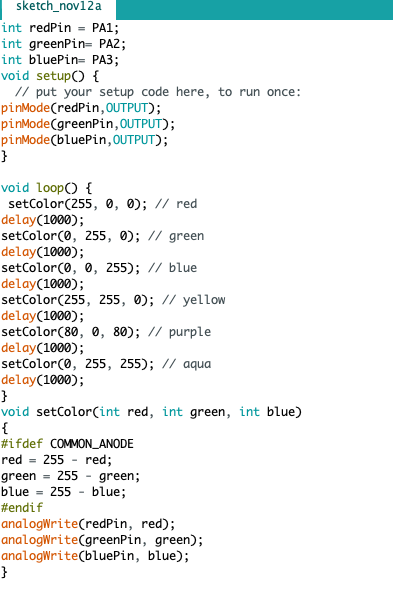 sketch_nov12a
int redPin = PA1;
int greenPin= PA2;
int bluePin= PA3;
void setup() {
  // put your setup code here, to run once:
pinMode(redPin,OUTPUT);
pinMode(greenPin,OUTPUT);
pinMode(bluePin,OUTPUT);
}

void loop() {
 setColor(255, 0, 0); // red
delay(1000);
setColor(0, 255, 0); // green
delay(1000);
setColor(0, 0, 255); // blue
delay(1000);
setColor(255, 255, 0); // yellow
delay(1000);
setColor(80, 0, 80); // purple
delay(1000);
setColor(0, 255, 255); // aqua
delay(1000);
}
void setColor(int red, int green, int blue)
{
#ifdef COMMON_ANODE
red = 255 - red;
green = 255 - green;
blue = 255 - blue;
#endif
analogWrite(redPin, red);
analogWrite(greenPin, green);
analogWrite(bluePin, blue);
}